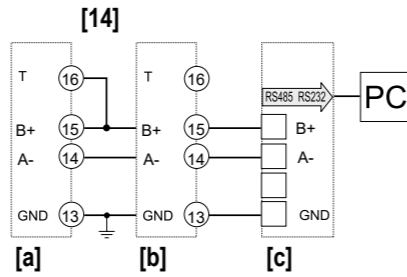 [14]
T 16 T 16
RS485 RS232 PC
B+ 15 B+ 15 B+
A- 14 A- 14 A-
GND 13 GND 13 GND
[a] [b] [c]